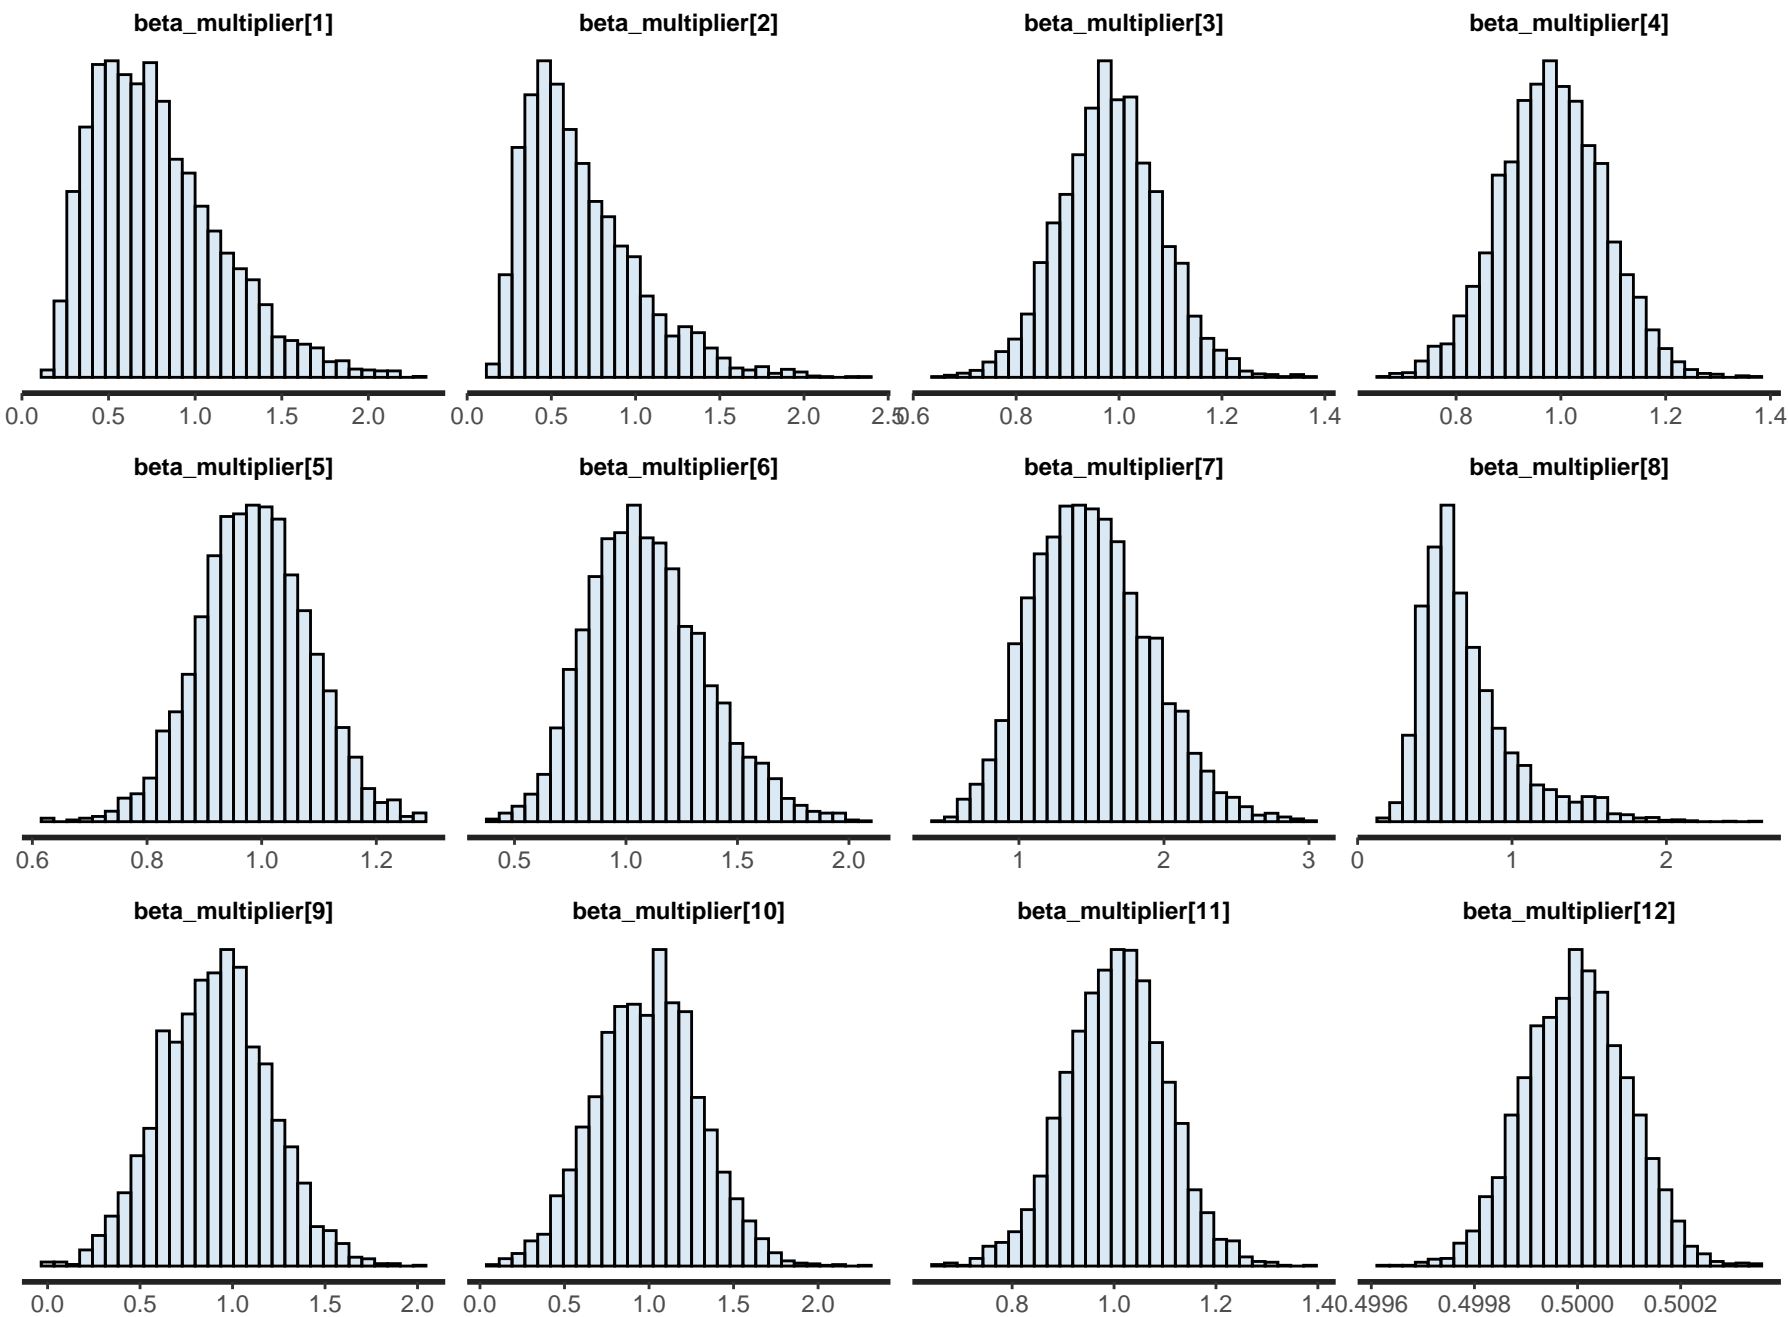 beta_multiplier[1] beta_multiplier[2] beta_multiplier[3] beta_multiplier[4]
0.0 0.5 1.0 1.5 2.0 0.0 0.5 1.0 1.5 2.0 2.5 0.6 0.8 1.0 1.2 1.4 0.8 1.0 1.2 1.4
beta_multiplier[5] beta_multiplier[6] beta_multiplier[7] beta_multiplier[8]
0.6 0.8 1.0 1.2 0.5 1.0 1.5 2.0 1 2 3 0 1 2
beta_multiplier[9] beta_multiplier[10] beta_multiplier[11] beta_multiplier[12]
0.0 0.5 1.0 1.5 2.0 0.0 0.5 1.0 1.5 2.0 0.8 1.0 1.2 1.4 0.4996 0.4998 0.5000 0.5002